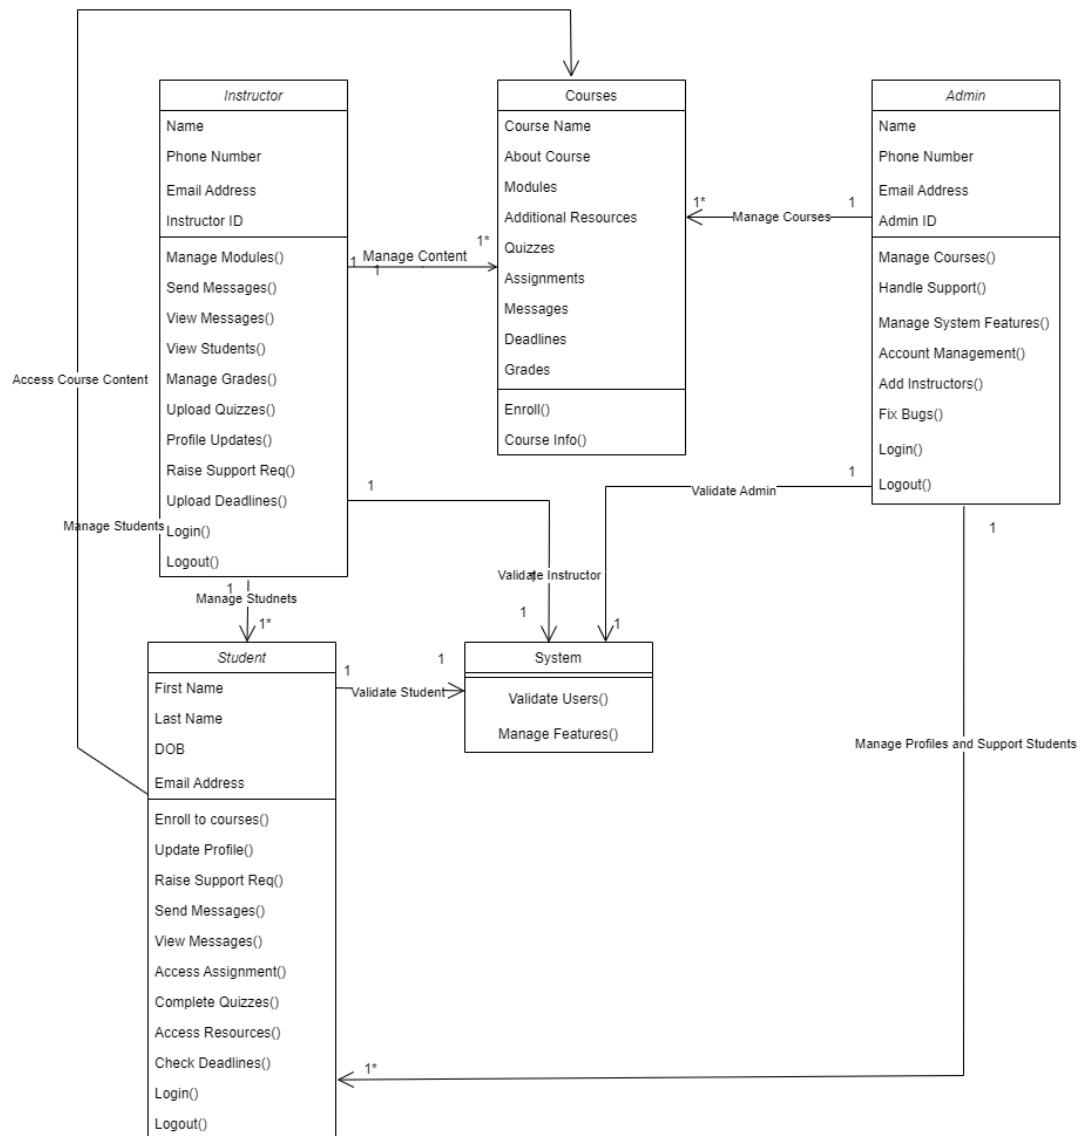 Instructor
Name
Phone Number
Email Address
Instructor ID
Manage Modules()
Send Messages()
View Messages()
View Students()
Manage Grades()
Upload Quizzes()
Profile Updates()
Raise Support Req()
Upload Deadlines()
Login()
Logout()
Courses
Course Name
About Course
Modules
Additional Resources
Quizzes
Assignments
Messages
Deadlines
Grades
Enroll()
Course Info()
Admin
Name
Phone Number
Email Address
Admin ID
Manage Courses()
Handle Support()
Manage System Features()
Account Management()
Add Instructors()
Fix Bugs()
Login()
Logout()
1*
Manage Courses
1
1
1
Manage Content
1*
Access Course Content
Manage Students
1
Validate Instructor
1
1
1
Validate Admin
1
1
Manage Studnets
1*
Student
First Name
Last Name
DOB
Email Address
Enroll to courses()
Update Profile()
Raise Support Req()
Send Messages()
View Messages()
Access Assignment()
Complete Quizzes()
Access Resources()
Check Deadlines()
Login()
Logout()
1
Validate Student
1
System
Validate Users()
Manage Features()
1
Manage Profiles and Support Students
1*